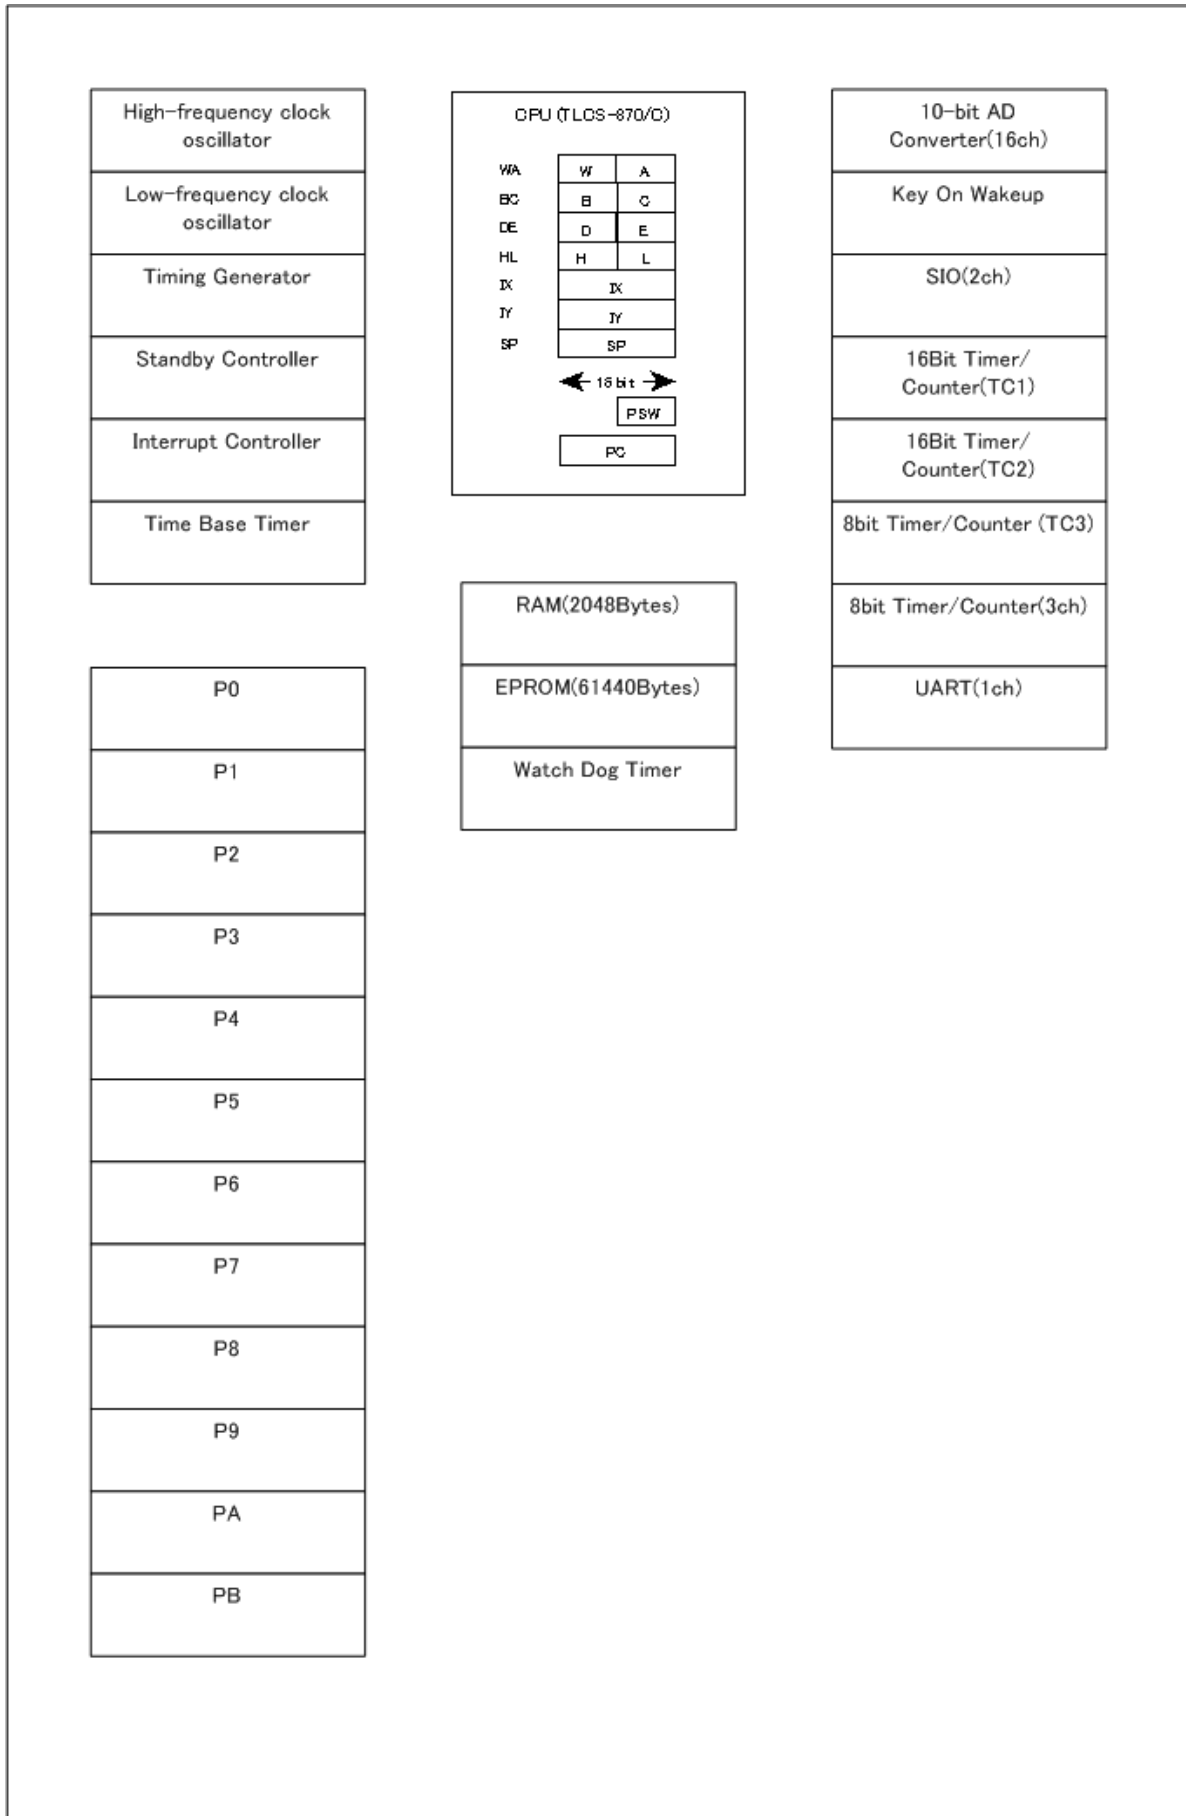 High-frequency clock
oscillator
Low-frequency clock
oscillator
Timing Generator
Standby Controller
Interrupt Controller
Time Base Timer
P0
P1
P2
P3
P4
P5
P6
P7
P8
P9
PA
PB
CPU (TLCS-870/C)
WA W A
BC B C
DE D E
HL H L
IX IX
IY IY
SP SP
16bit
PSW
PC
RAM(2048Bytes)
EPROM(61440Bytes)
Watch Dog Timer
10-bit AD
Converter(16ch)
Key On Wakeup
SIO(2ch)
16Bit Timer/
Counter(TC1)
16Bit Timer/
Counter(TC2)
8bit Timer/Counter (TC3)
8bit Timer/Counter(3ch)
UART(1ch)